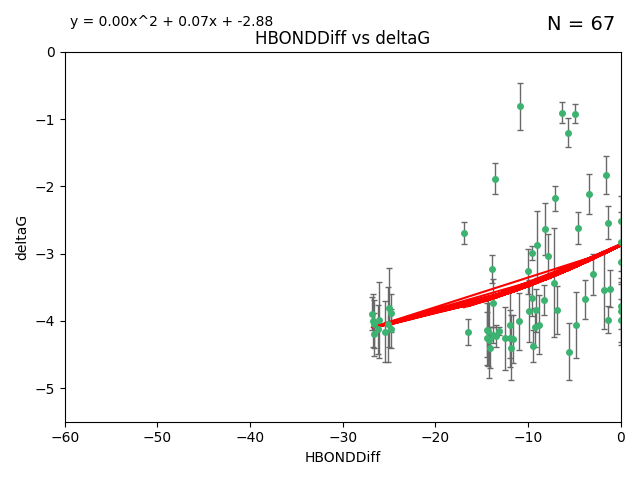 y = 0.00x^2 + 0.07x + -2.88
N = 67
HBONDDiff vs deltaG
0
−1
−2
−3
−4
−5
deltaG
−60 −50 −40 −30 −20 −10 0
HBONDDiff